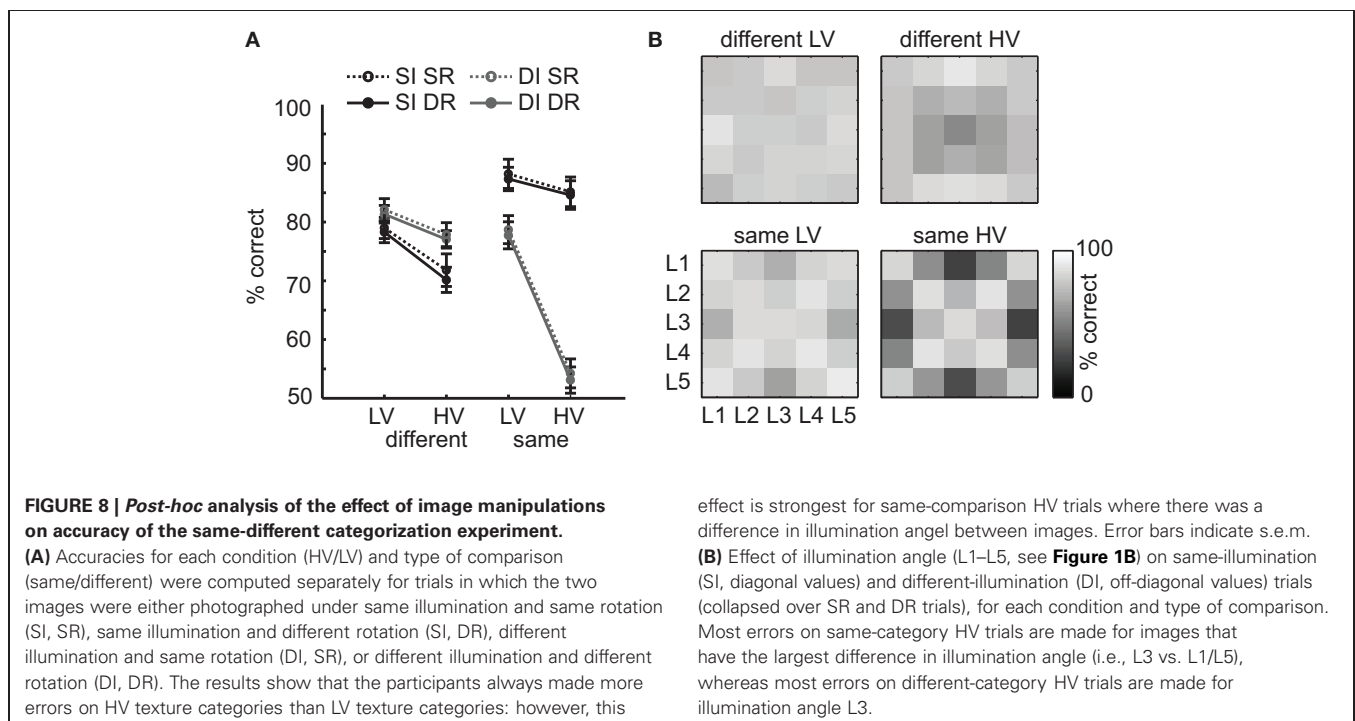 A
SI SR
DI SR
SI DR
DI DR
100
90
80
70
60
50
% correct
LV
HV
LV
HV
different
same
B
different LV
different HV
same LV
same HV
L1
L2
L3
L4
L5
L1 L2 L3 L4 L5
100
0
% correct
FIGURE 8 | Post-hoc analysis of the effect of image manipulations
on accuracy of the same-different categorization experiment.
(A) Accuracies for each condition (HV/LV) and type of comparison
(same/different) were computed separately for trials in which the two
images were either photographed under same illumination and same rotation
(SI, SR), same illumination and different rotation (SI, DR), different
illumination and same rotation (DI, SR), or different illumination and different
rotation (DI, DR). The results show that the participants always made more
errors on HV texture categories than LV texture categories: however, this
effect is strongest for same-comparison HV trials where there was a
difference in illumination angel between images. Error bars indicate s.e.m.
(B) Effect of illumination angle (L1–L5, see Figure 1B) on same-illumination
(SI, diagonal values) and different-illumination (DI, off-diagonal values) trials
(collapsed over SR and DR trials), for each condition and type of comparison.
Most errors on same-category HV trials are made for images that
have the largest difference in illumination angle (i.e., L3 vs. L1/L5),
whereas most errors on different-category HV trials are made for
illumination angle L3.